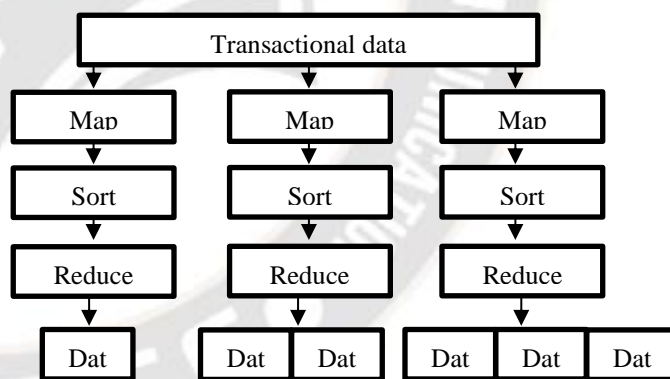 Transactional data
Map Map Map
Sort Sort Sort
Reduce Reduce Reduce
Dat Dat Dat Dat Dat Dat